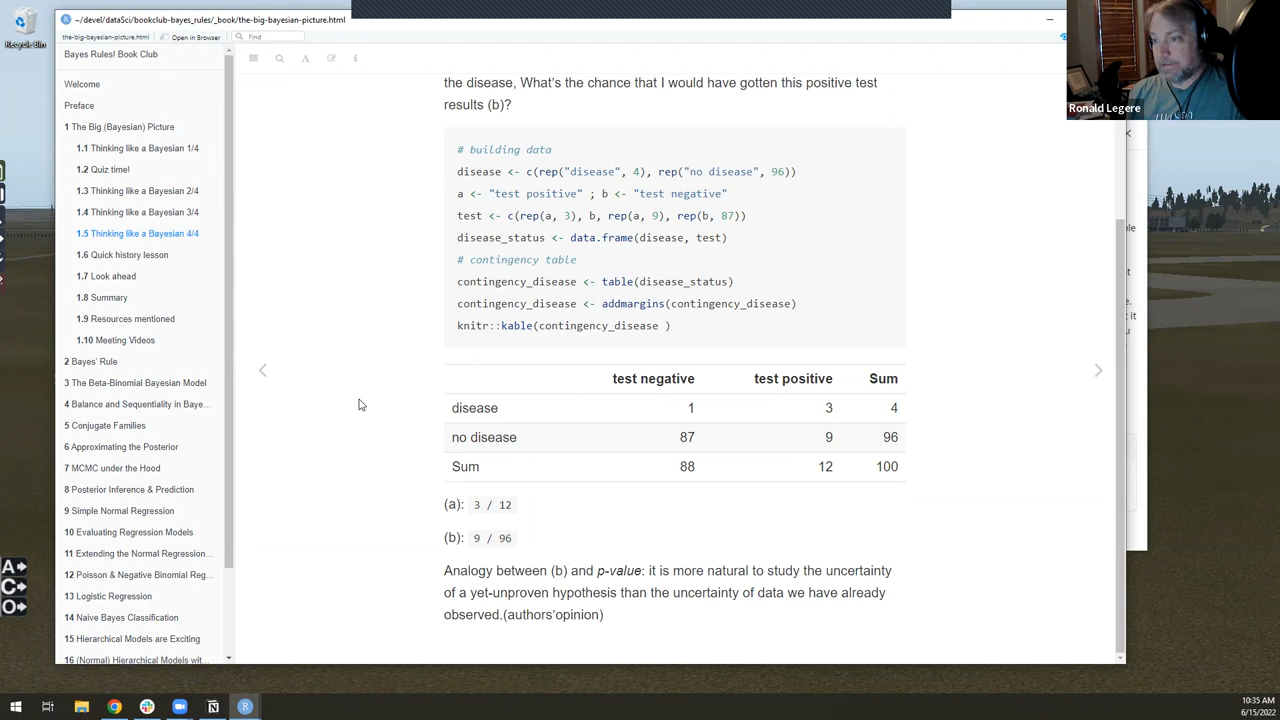 ~/devel/dataSci/bookclub-bayes_rules/_book/the-big-bayesian-picture.html
the-big-bayesian-picture.html
Open in Browser
Find
Recycle Bin
Ronald Legere
Bayes Rules! Book Club
Welcome
Preface
1 The Big (Bayesian) Picture
1.1 Thinking like a Bayesian 1/4
1.2 Quiz time!
1.3 Thinking like a Bayesian 2/4
1.4 Thinking like a Bayesian 3/4
1.5 Thinking like a Bayesian 4/4
1.6 Quick history lesson
1.7 Look ahead
1.8 Summary
1.9 Resources mentioned
1.10 Meeting Videos
2 Bayes' Rule
3 The Beta-Binomial Bayesian Model
4 Balance and Sequentiality in Baye...
5 Conjugate Families
6 Approximating the Posterior
7 MCMC under the Hood
8 Posterior Inference & Prediction
9 Simple Normal Regression
10 Evaluating Regression Models
11 Extending the Normal Regression...
12 Poisson & Negative Binomial Reg...
13 Logistic Regression
14 Naive Bayes Classification
15 Hierarchical Models are Exciting
16 (Normal) Hierarchical Models wit...
the disease, What's the chance that I would have gotten this positive test
results (b)?
# building data
disease <- c(rep("disease", 4), rep("no disease", 96))
a <- "test positive" ; b <- "test negative"
test <- c(rep(a, 3), b, rep(a, 9), rep(b, 87))
disease_status <- data.frame(disease, test)
# contingency table
contingency_disease <- table(disease_status)
contingency_disease <- addmargins(contingency_disease)
knitr::kable(contingency_disease )
test negative test positive Sum
disease 1 3 4
no disease 87 9 96
Sum 88 12 100
(a): 3 / 12
(b): 9 / 96
Analogy between (b) and p-value: it is more natural to study the uncertainty
of a yet-unproven hypothesis than the uncertainty of data we have already
observed.(authors'opinion)
A
C
O
10:35 AM
6/15/2022